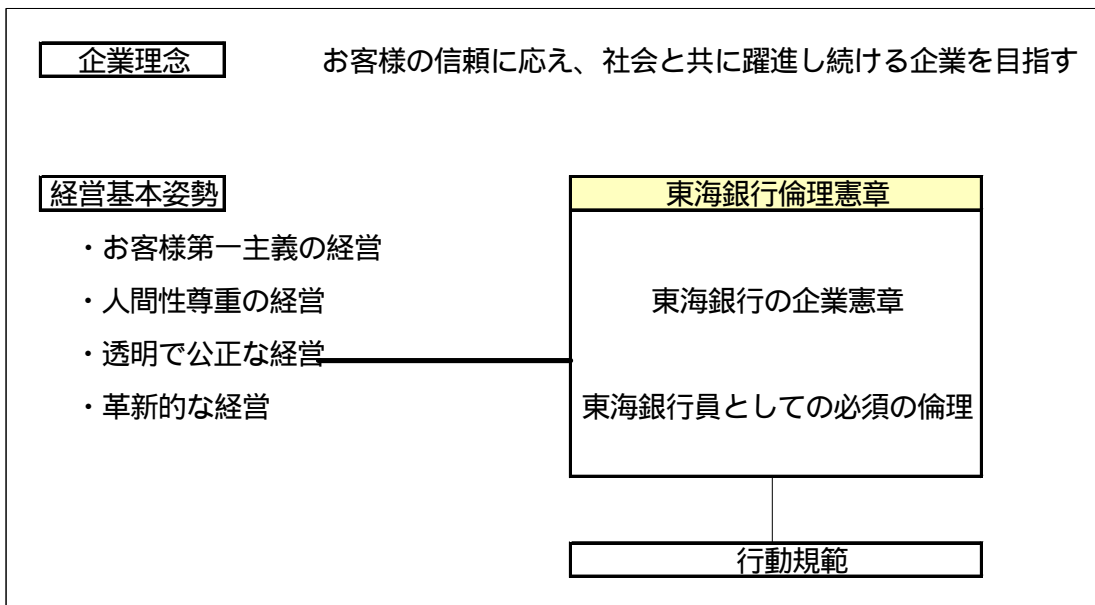 企業理念 お客様の信頼に応え、社会と共に躍進し続ける企業を目指す
経営基本姿勢
・お客様第一主義の経営
・人間性尊重の経営
・透明で公正な経営
・革新的な経営
東海銀行倫理憲章
東海銀行の企業憲章
東海銀行員としての必須の倫理
行動規範